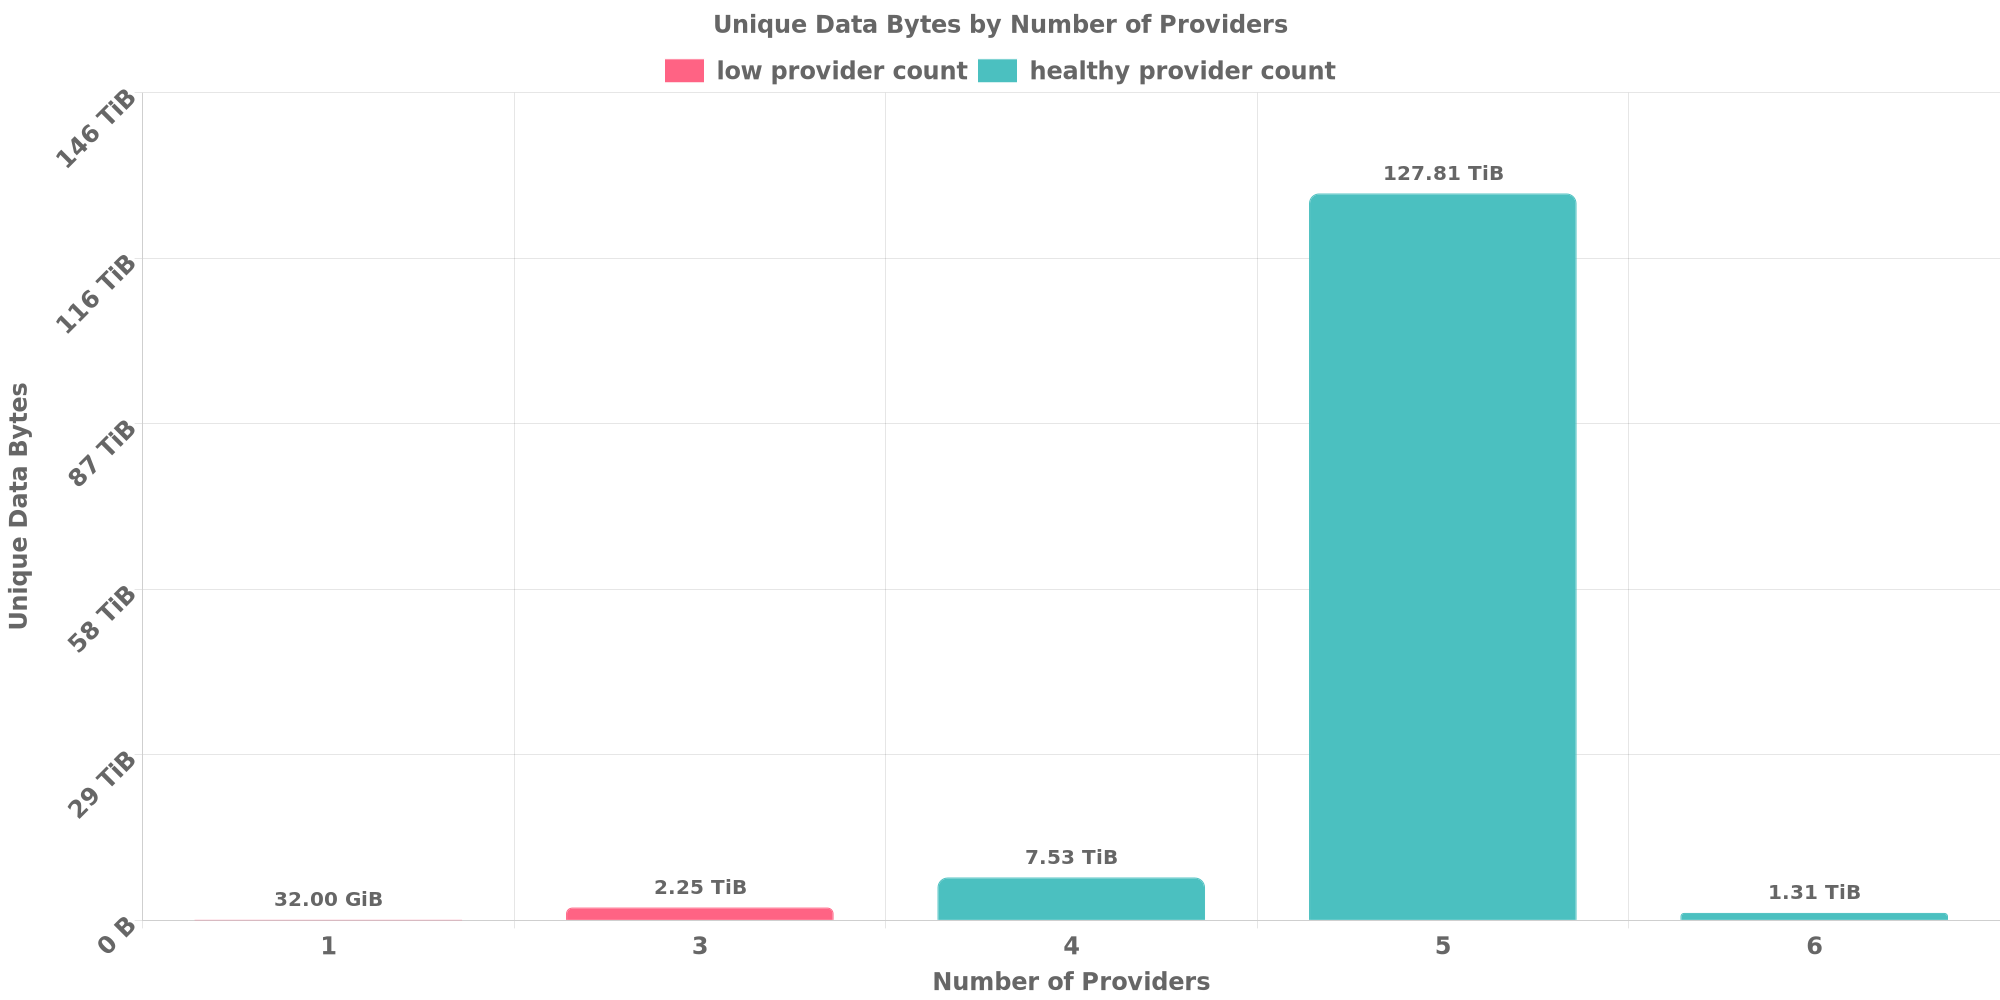 Unique Data Bytes by Number of Providers
low provider count
healthy provider count
146 TiB
116 TiB
87 TiB
58 TiB
29 TiB
0 B
Unique Data Bytes
32.00 GiB
2.25 TiB
7.53 TiB
127.81 TiB
1.31 TiB
1
3
4
5
6
Number of Providers